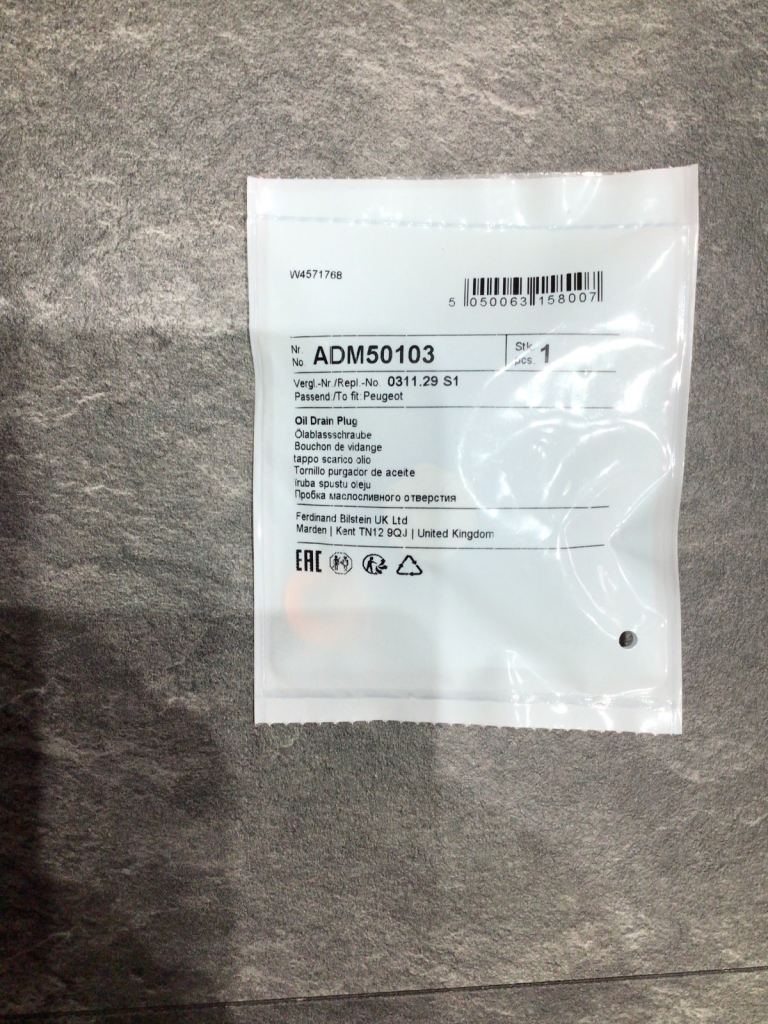 W4571768
5 050063 158007
Nr. No. ADM50103 Stk. pcs. 1
Vergl.-Nr./Repl.-No. 0311.29 S1
Passend./To fit: Peugeot
Oil Drain Plug
Ölablassschraube
Bouchon de vidange
tappo scarico olio
Tornillo purgador de aceite
śruba spustu oleju
Пробка маслосливного отверстия
Ferdinand Bilstein UK Ltd
Marden | Kent TN12 9QJ | United Kingdom
EAC